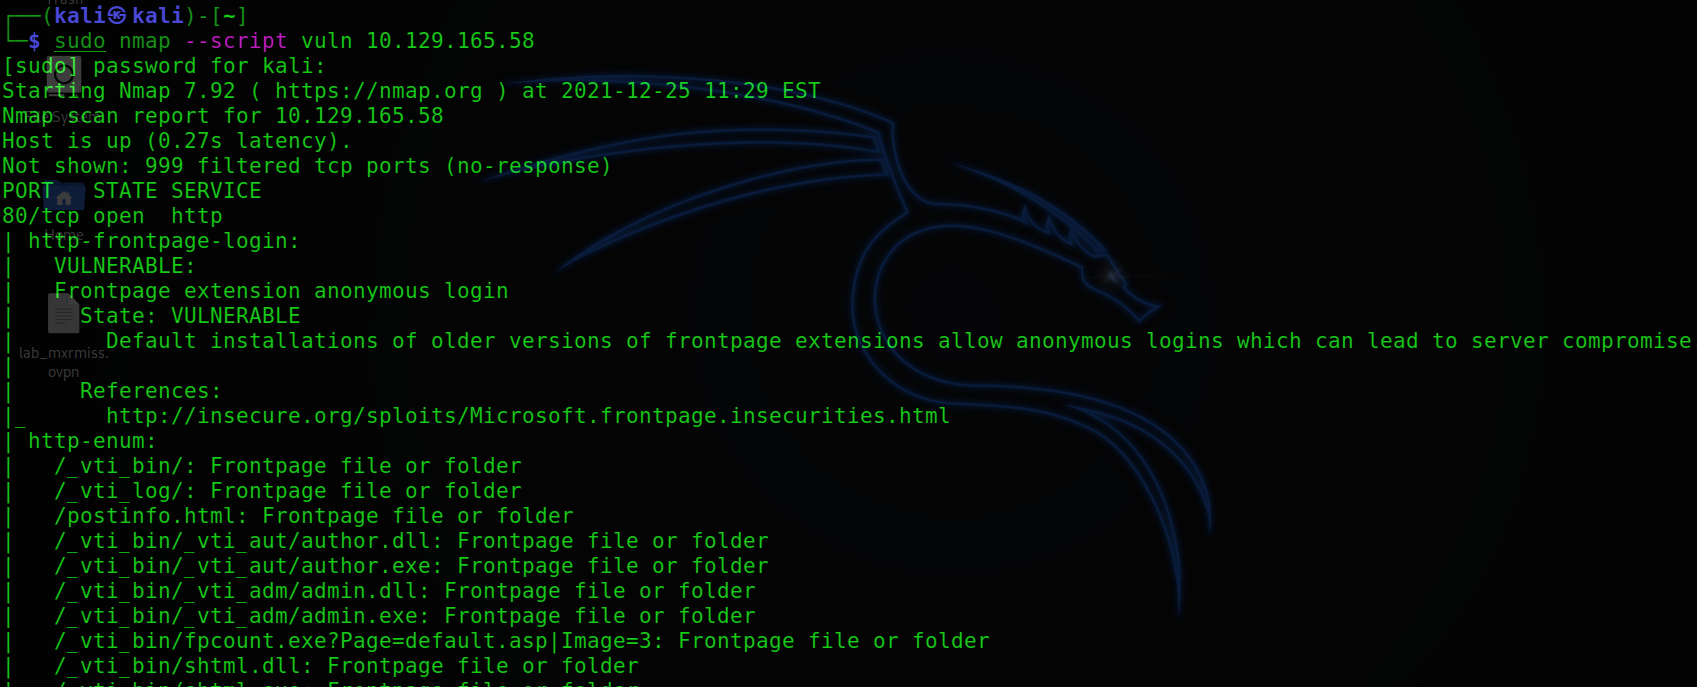 Trash
┌──(kali㉿kali)-[~]
└─$ sudo nmap --script vuln 10.129.165.58
[sudo] password for kali:
Starting Nmap 7.92 ( https://nmap.org ) at 2021-12-25 11:29 EST
Nmap scan report for 10.129.165.58
Host is up (0.27s latency).
Not shown: 999 filtered tcp ports (no-response)
PORT   STATE SERVICE
80/tcp open  http
| http-frontpage-login:
|   VULNERABLE:
|   Frontpage extension anonymous login
|     State: VULNERABLE
|       Default installations of older versions of frontpage extensions allow anonymous logins which can lead to server compromise
|
|     References:
|_      http://insecure.org/sploits/Microsoft.frontpage.insecurities.html
| http-enum:
|   /_vti_bin/: Frontpage file or folder
|   /_vti_log/: Frontpage file or folder
|   /postinfo.html: Frontpage file or folder
|   /_vti_bin/_vti_aut/author.dll: Frontpage file or folder
|   /_vti_bin/_vti_aut/author.exe: Frontpage file or folder
|   /_vti_bin/_vti_adm/admin.dll: Frontpage file or folder
|   /_vti_bin/_vti_adm/admin.exe: Frontpage file or folder
|   /_vti_bin/fpcount.exe?Page=default.asp|Image=3: Frontpage file or folder
|   /_vti_bin/shtml.dll: Frontpage file or folder
|   /_vti_bin/shtml.exe: Frontpage file or folder
Home
lab_mxrmiss.
ovpn